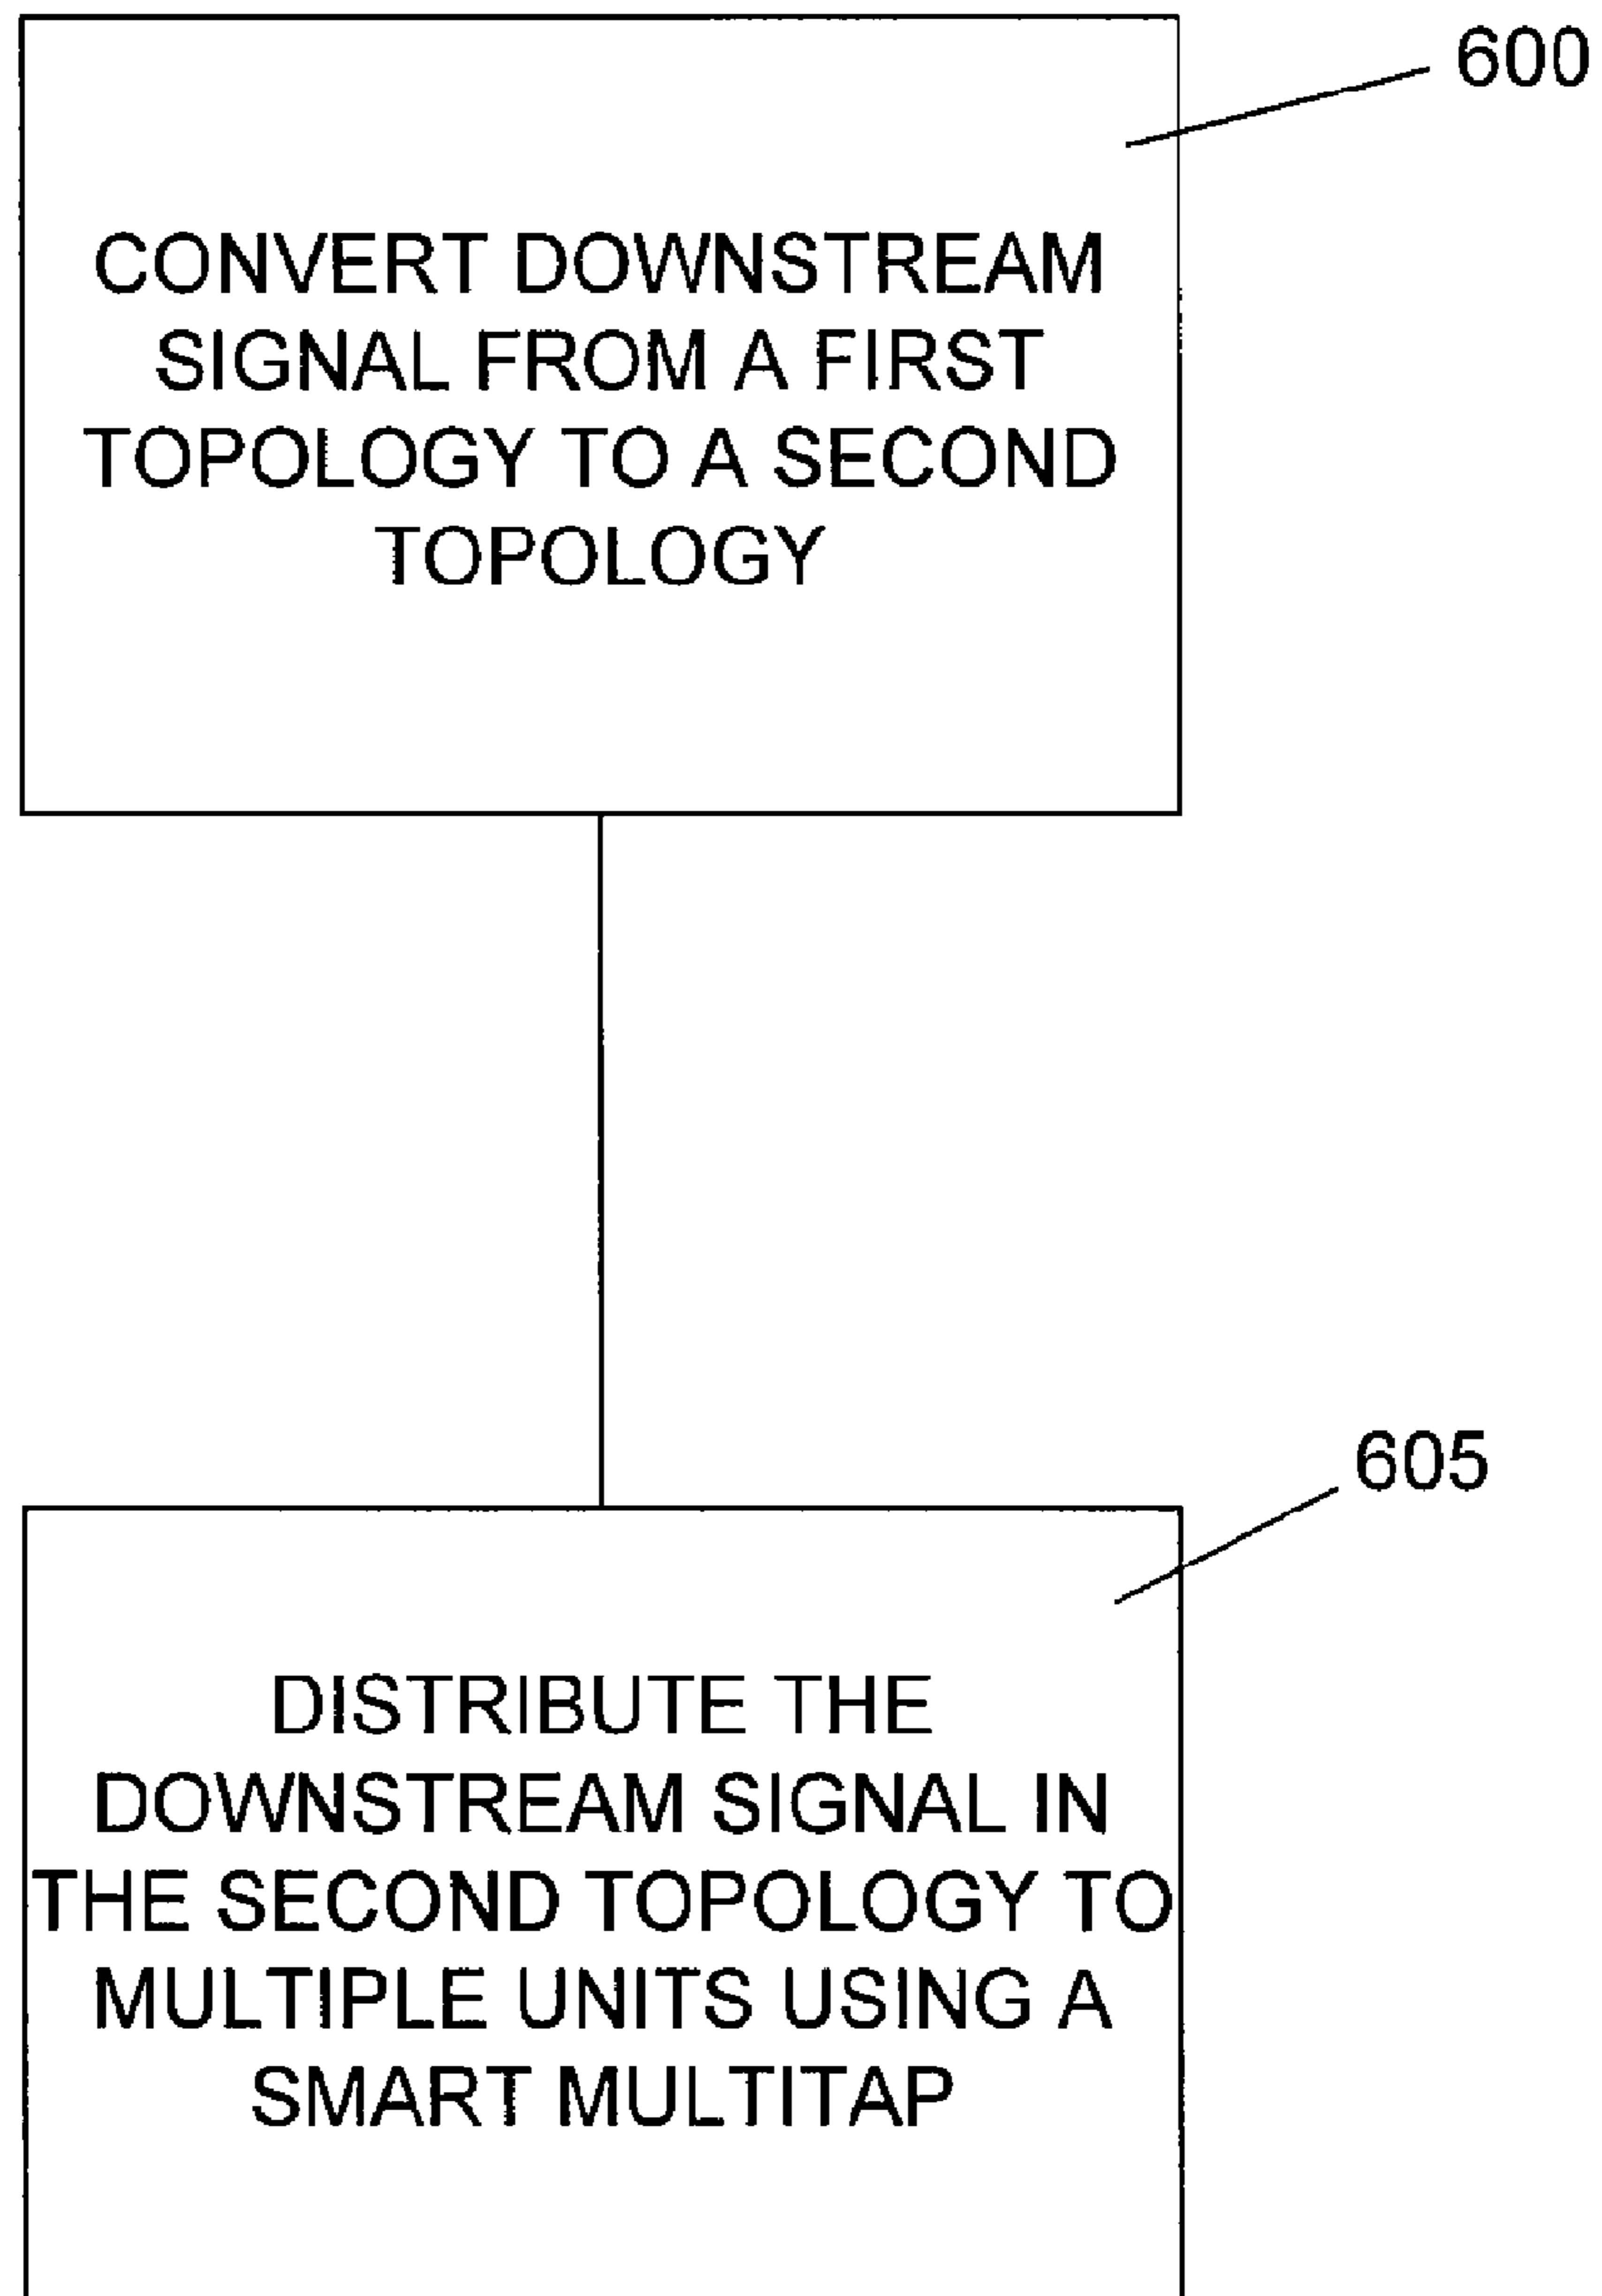 600
CONVERT DOWNSTREAM
SIGNAL FROM A FIRST
TOPOLOGY TO A SECOND
TOPOLOGY
605
DISTRIBUTE THE
DOWNSTREAM SIGNAL IN
THE SECOND TOPOLOGY TO
MULTIPLE UNITS USING A
SMART MULTITAP